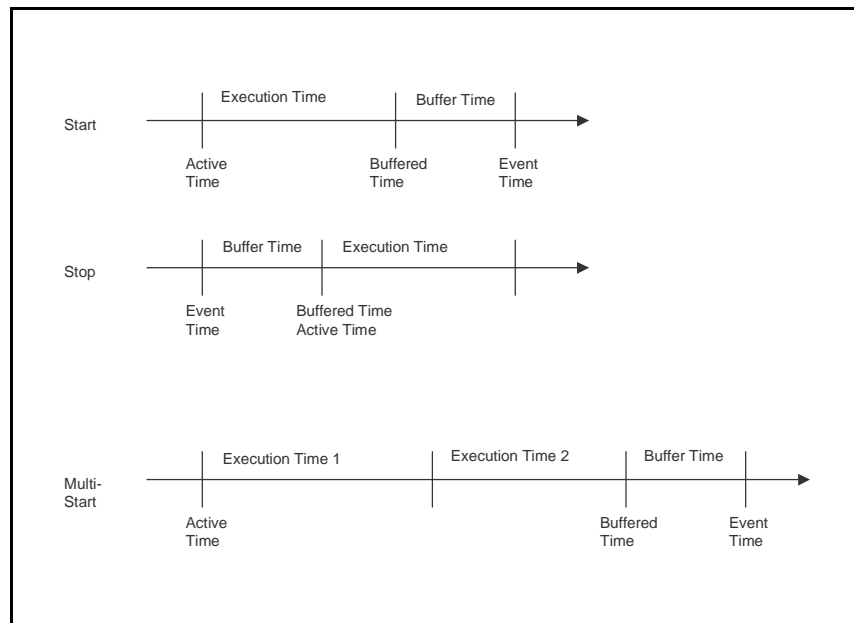 Execution Time
Buffer Time
Start
Active
Time
Buffered
Time
Event
Time
Buffer Time
Execution Time
Stop
Event
Time
Buffered Time
Active Time
Execution Time 1
Execution Time 2
Buffer Time
Multi-
Start
Active
Time
Buffered
Time
Event
Time